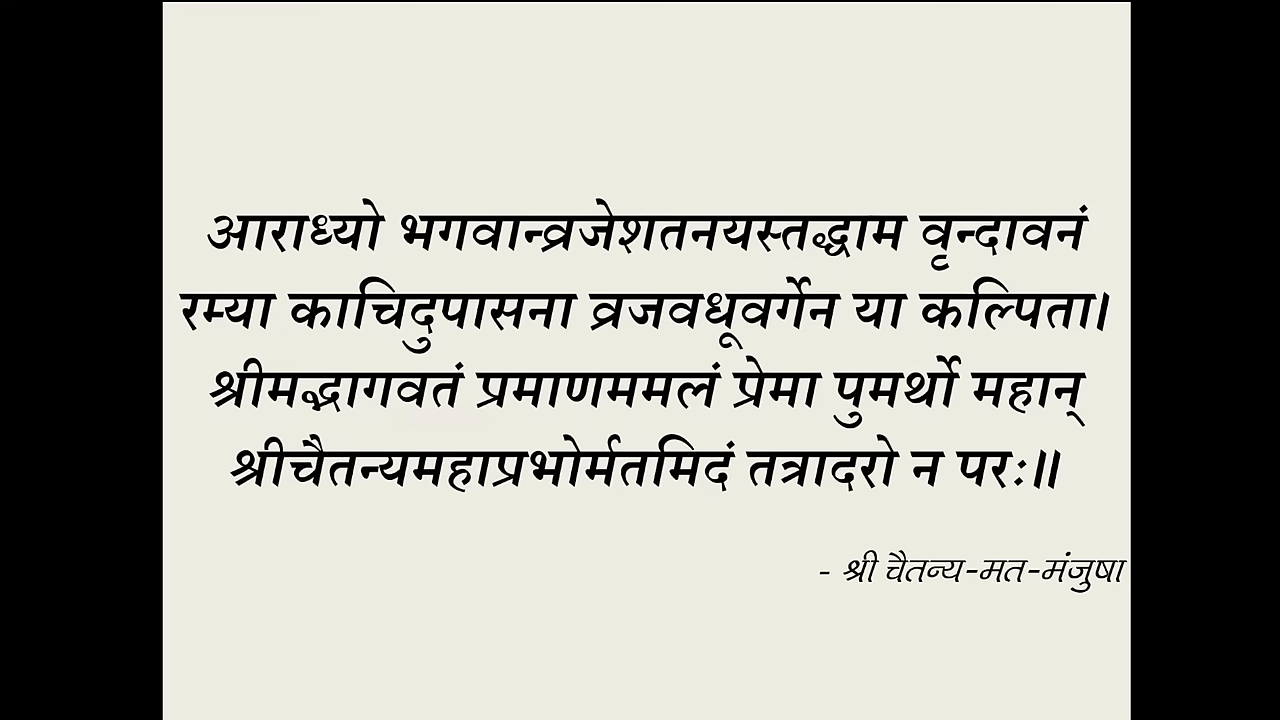 आराध्यो भगवान्व्रजेशतनयस्तद्धाम वृन्दावनं
रम्या काचिदुपासना व्रजवधूवर्गेन या कल्पिता।
श्रीमद्भागवतं प्रमाणममलं प्रेमा पुमर्थो महान्
श्रीचैतन्यमहाप्रभोर्मतमिदं तत्रादरो न परः॥
- श्री चैतन्य-मत-मंजुषा